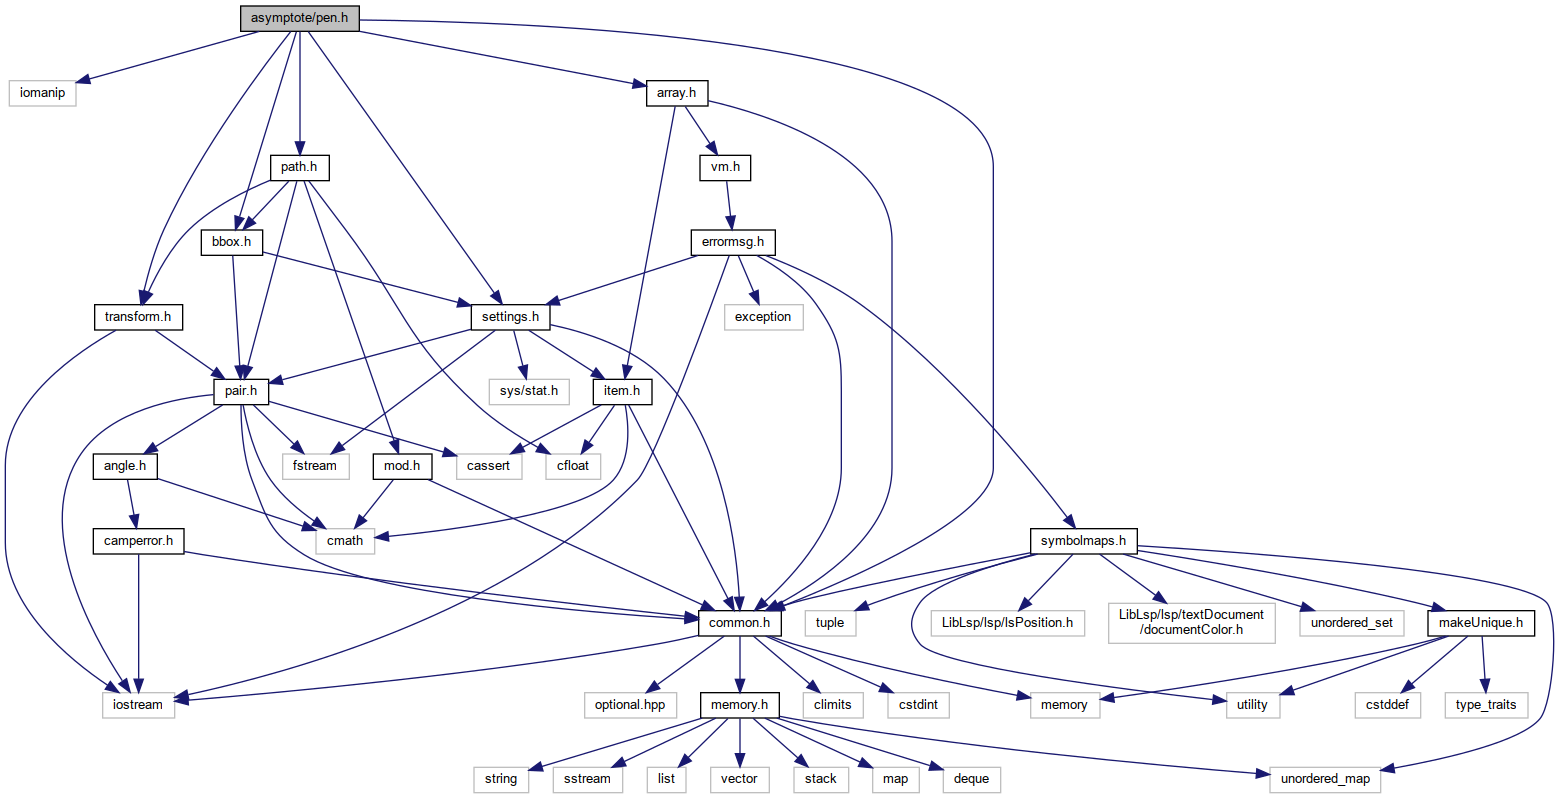 asymptote/pen.h
iomanip
array.h
path.h
vm.h
bbox.h
errormsg.h
transform.h
settings.h
exception
pair.h
sys/stat.h
item.h
angle.h
fstream
mod.h
cassert
cfloat
camperror.h
cmath
symbolmaps.h
common.h
tuple
LibLsp/lsp/lsPosition.h
LibLsp/lsp/textDocument
/documentColor.h
unordered_set
makeUnique.h
iostream
optional.hpp
memory.h
climits
cstdint
memory
utility
cstddef
type_traits
string
sstream
list
vector
stack
map
deque
unordered_map